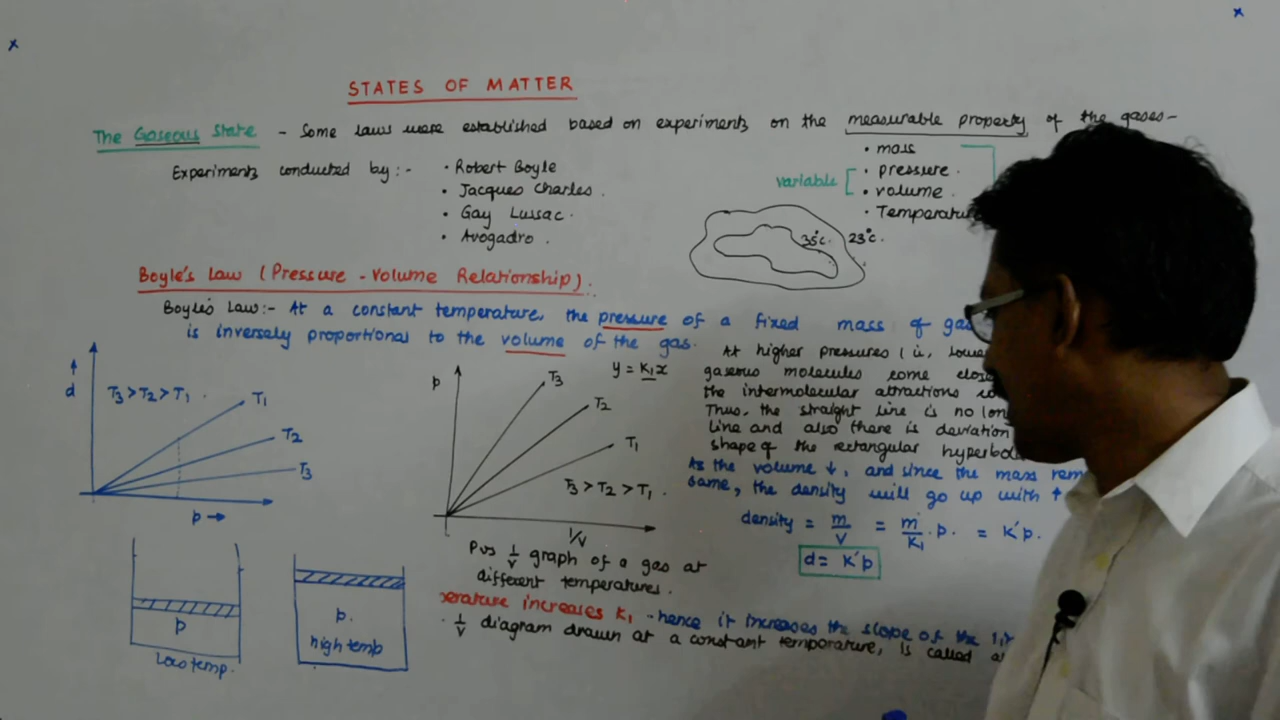 STATES OF MATTER
The Gaseous State - Some laws were established based on experiments on the measurable property of the gases-
Experiments conducted by:-
• Robert Boyle
• Jacques Charles.
• Gay Lussac.
• Avogadro.
variable
• mass
• pressure.
• volume.
• Temperature
35°c. 23°c.
Boyle's Law (Pressure - Volume Relationship).
Boyle's Law:- At a constant temperature, the pressure of a fixed mass of gas
is inversely proportional to the volume of the gas.
d
T3 > T2 > T1.
T1
T2
T3
p →
p
y = K1x
T3
T2
T1
T3 > T2 > T1.
1/V
P vs 1/V graph of a gas at
different temperatures.
At higher pressures
gaseous molecules come
the intermolecular attractions
Thus, the straight line is no
line and also there is deviation
shape of the rectangular
As the volume ↓, and since the mass
same, the density will go up with ↑
density = m/V = m/K1 . p. = K'p.
d = K'p
p
Low temp.
p.
high temp
increases K1 - hence it increases the slope of the
1/V diagram drawn at a constant temperature, is called